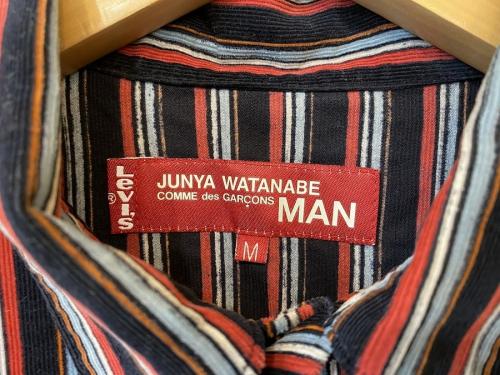 Levi's®
JUNYA WATANABE
COMME des GARÇONS MAN
M